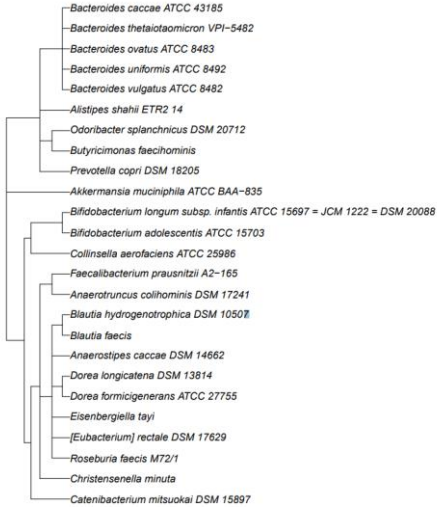 Bacteroides caccae ATCC 43185
Bacteroides thetaiotaomicron VPI−5482
Bacteroides ovatus ATCC 8483
Bacteroides uniformis ATCC 8492
Bacteroides vulgatus ATCC 8482
Alistipes shahii ETR2 14
Odoribacter splanchnicus DSM 20712
Butyricimonas faecihominis
Prevotella copri DSM 18205
Akkermansia muciniphila ATCC BAA−835
Bifidobacterium longum subsp. infantis ATCC 15697 = JCM 1222 = DSM 20088
Bifidobacterium adolescentis ATCC 15703
Collinsella aerofaciens ATCC 25986
Faecalibacterium prausnitzii A2−165
Anaerotruncus colihominis DSM 17241
Blautia hydrogenotrophica DSM 10507
Blautia faecis
Anaerostipes caccae DSM 14662
Dorea longicatena DSM 13814
Dorea formicigenerans ATCC 27755
Eisenbergiella tayi
[Eubacterium] rectale DSM 17629
Roseburia faecis M72/1
Christensenella minuta
Catenibacterium mitsuokai DSM 15897